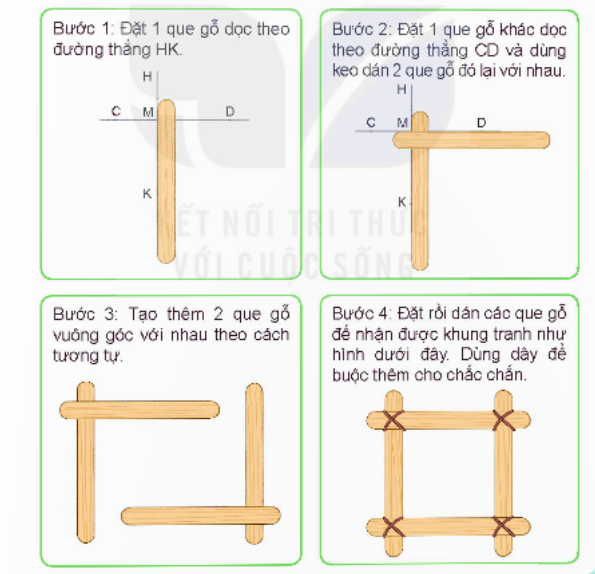 Bước 1: Đặt 1 que gỗ dọc theo
đường thẳng HK.
H
C M D
K
Bước 2: Đặt 1 que gỗ khác dọc
theo đường thẳng CD và dùng
keo dán 2 que gỗ đó lại với nhau.
H
C M D
K
KẾT NỐI TRI THỨC
VỚI CUỘC SỐNG
Bước 3: Tạo thêm 2 que gỗ
vuông góc với nhau theo cách
tương tự.
Bước 4: Đặt rồi dán các que gỗ
để nhận được khung tranh như
hình dưới đây. Dùng dây để
buộc thêm cho chắc chắn.